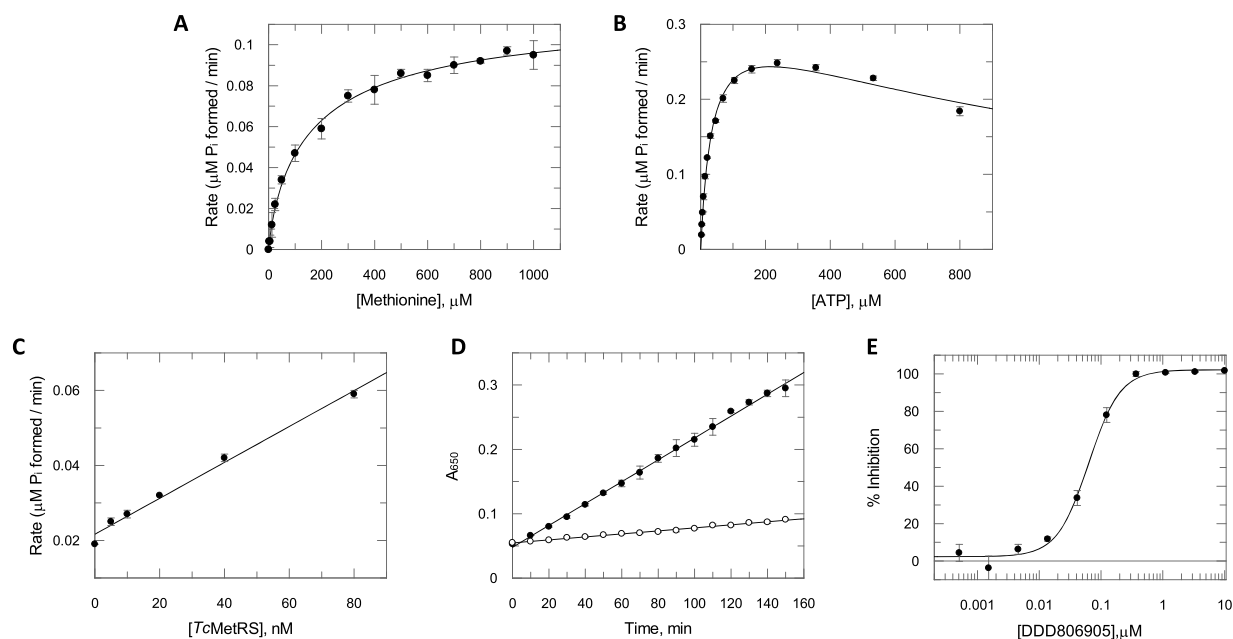 A
Rate (μM Pi formed / min)
0.1
0.08
0.06
0.04
0.02
0
0 200 400 600 800 1000
[Methionine], μM
B
Rate (μM Pi formed / min)
0.3
0.2
0.1
0
0 200 400 600 800
[ATP], μM
C
Rate (μM Pi formed / min)
0.06
0.04
0.02
0 20 40 60 80
[TcMetRS], nM
D
A650
0.3
0.2
0.1
0
0 20 40 60 80 100 120 140 160
Time, min
E
% Inhibition
100
80
60
40
20
0
0.001 0.01 0.1 1 10
[DDD806905],μM